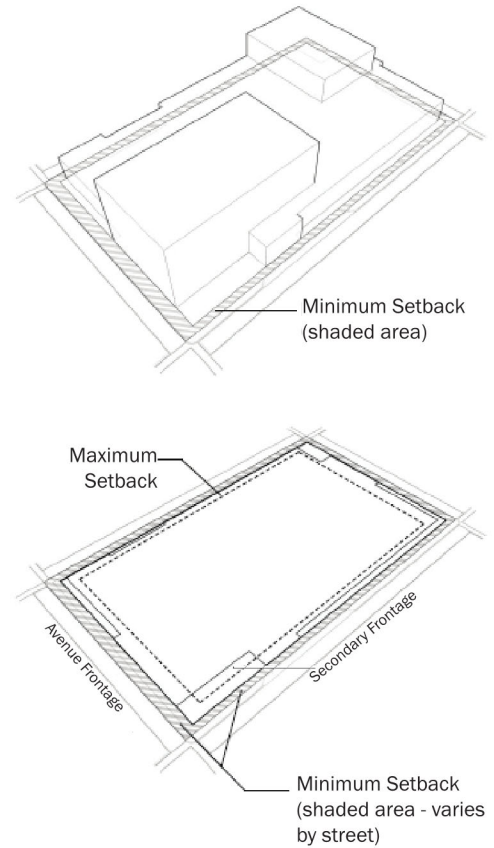 Minimum Setback
(shaded area)
Maximum
Setback
Avenue Frontage
Secondary Frontage
Minimum Setback
(shaded area - varies
by street)